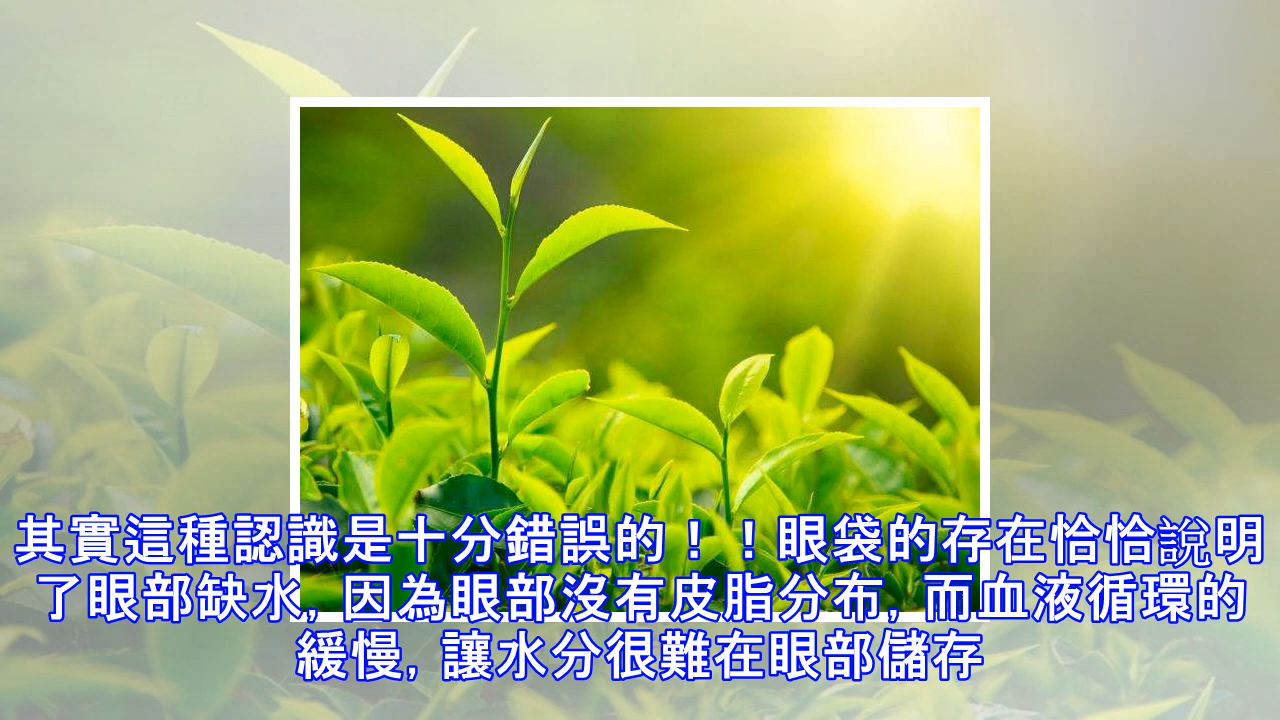 其實這種認識是十分錯誤的！！眼袋的存在恰恰說明
了眼部缺水, 因為眼部沒有皮脂分布, 而血液循環的
緩慢, 讓水分很難在眼部儲存